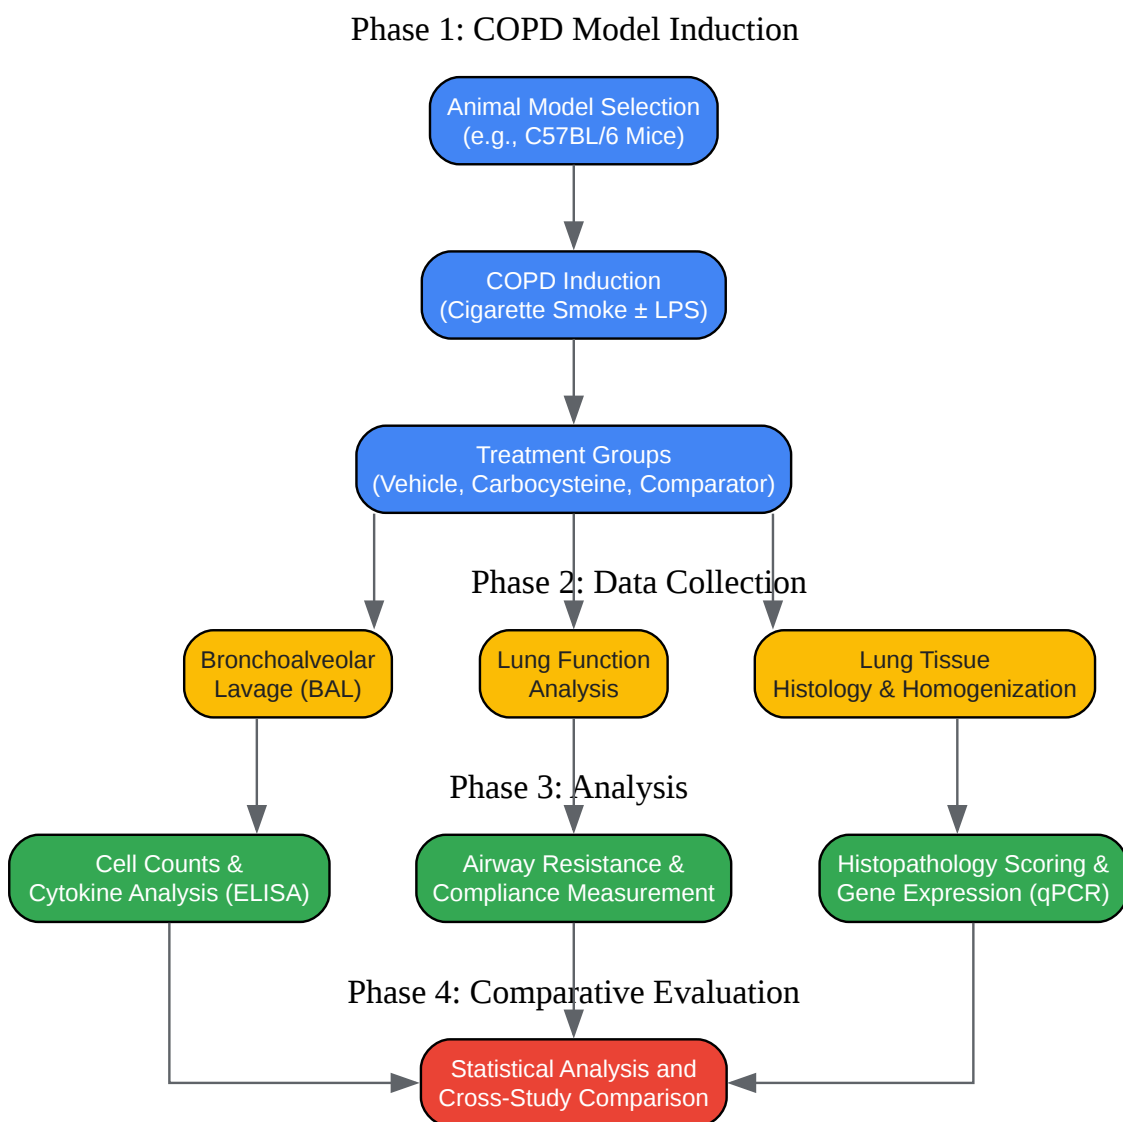 Phase 1: COPD Model Induction
Animal Model Selection
(e.g., C57BL/6 Mice)
COPD Induction
(Cigarette Smoke ± LPS)
Treatment Groups
(Vehicle, Carbocysteine, Comparator)
Phase 2: Data Collection
Bronchoalveolar
Lavage (BAL)
Lung Function
Analysis
Lung Tissue
Histology & Homogenization
Phase 3: Analysis
Cell Counts &
Cytokine Analysis (ELISA)
Airway Resistance &
Compliance Measurement
Histopathology Scoring &
Gene Expression (qPCR)
Phase 4: Comparative Evaluation
Statistical Analysis and
Cross-Study Comparison